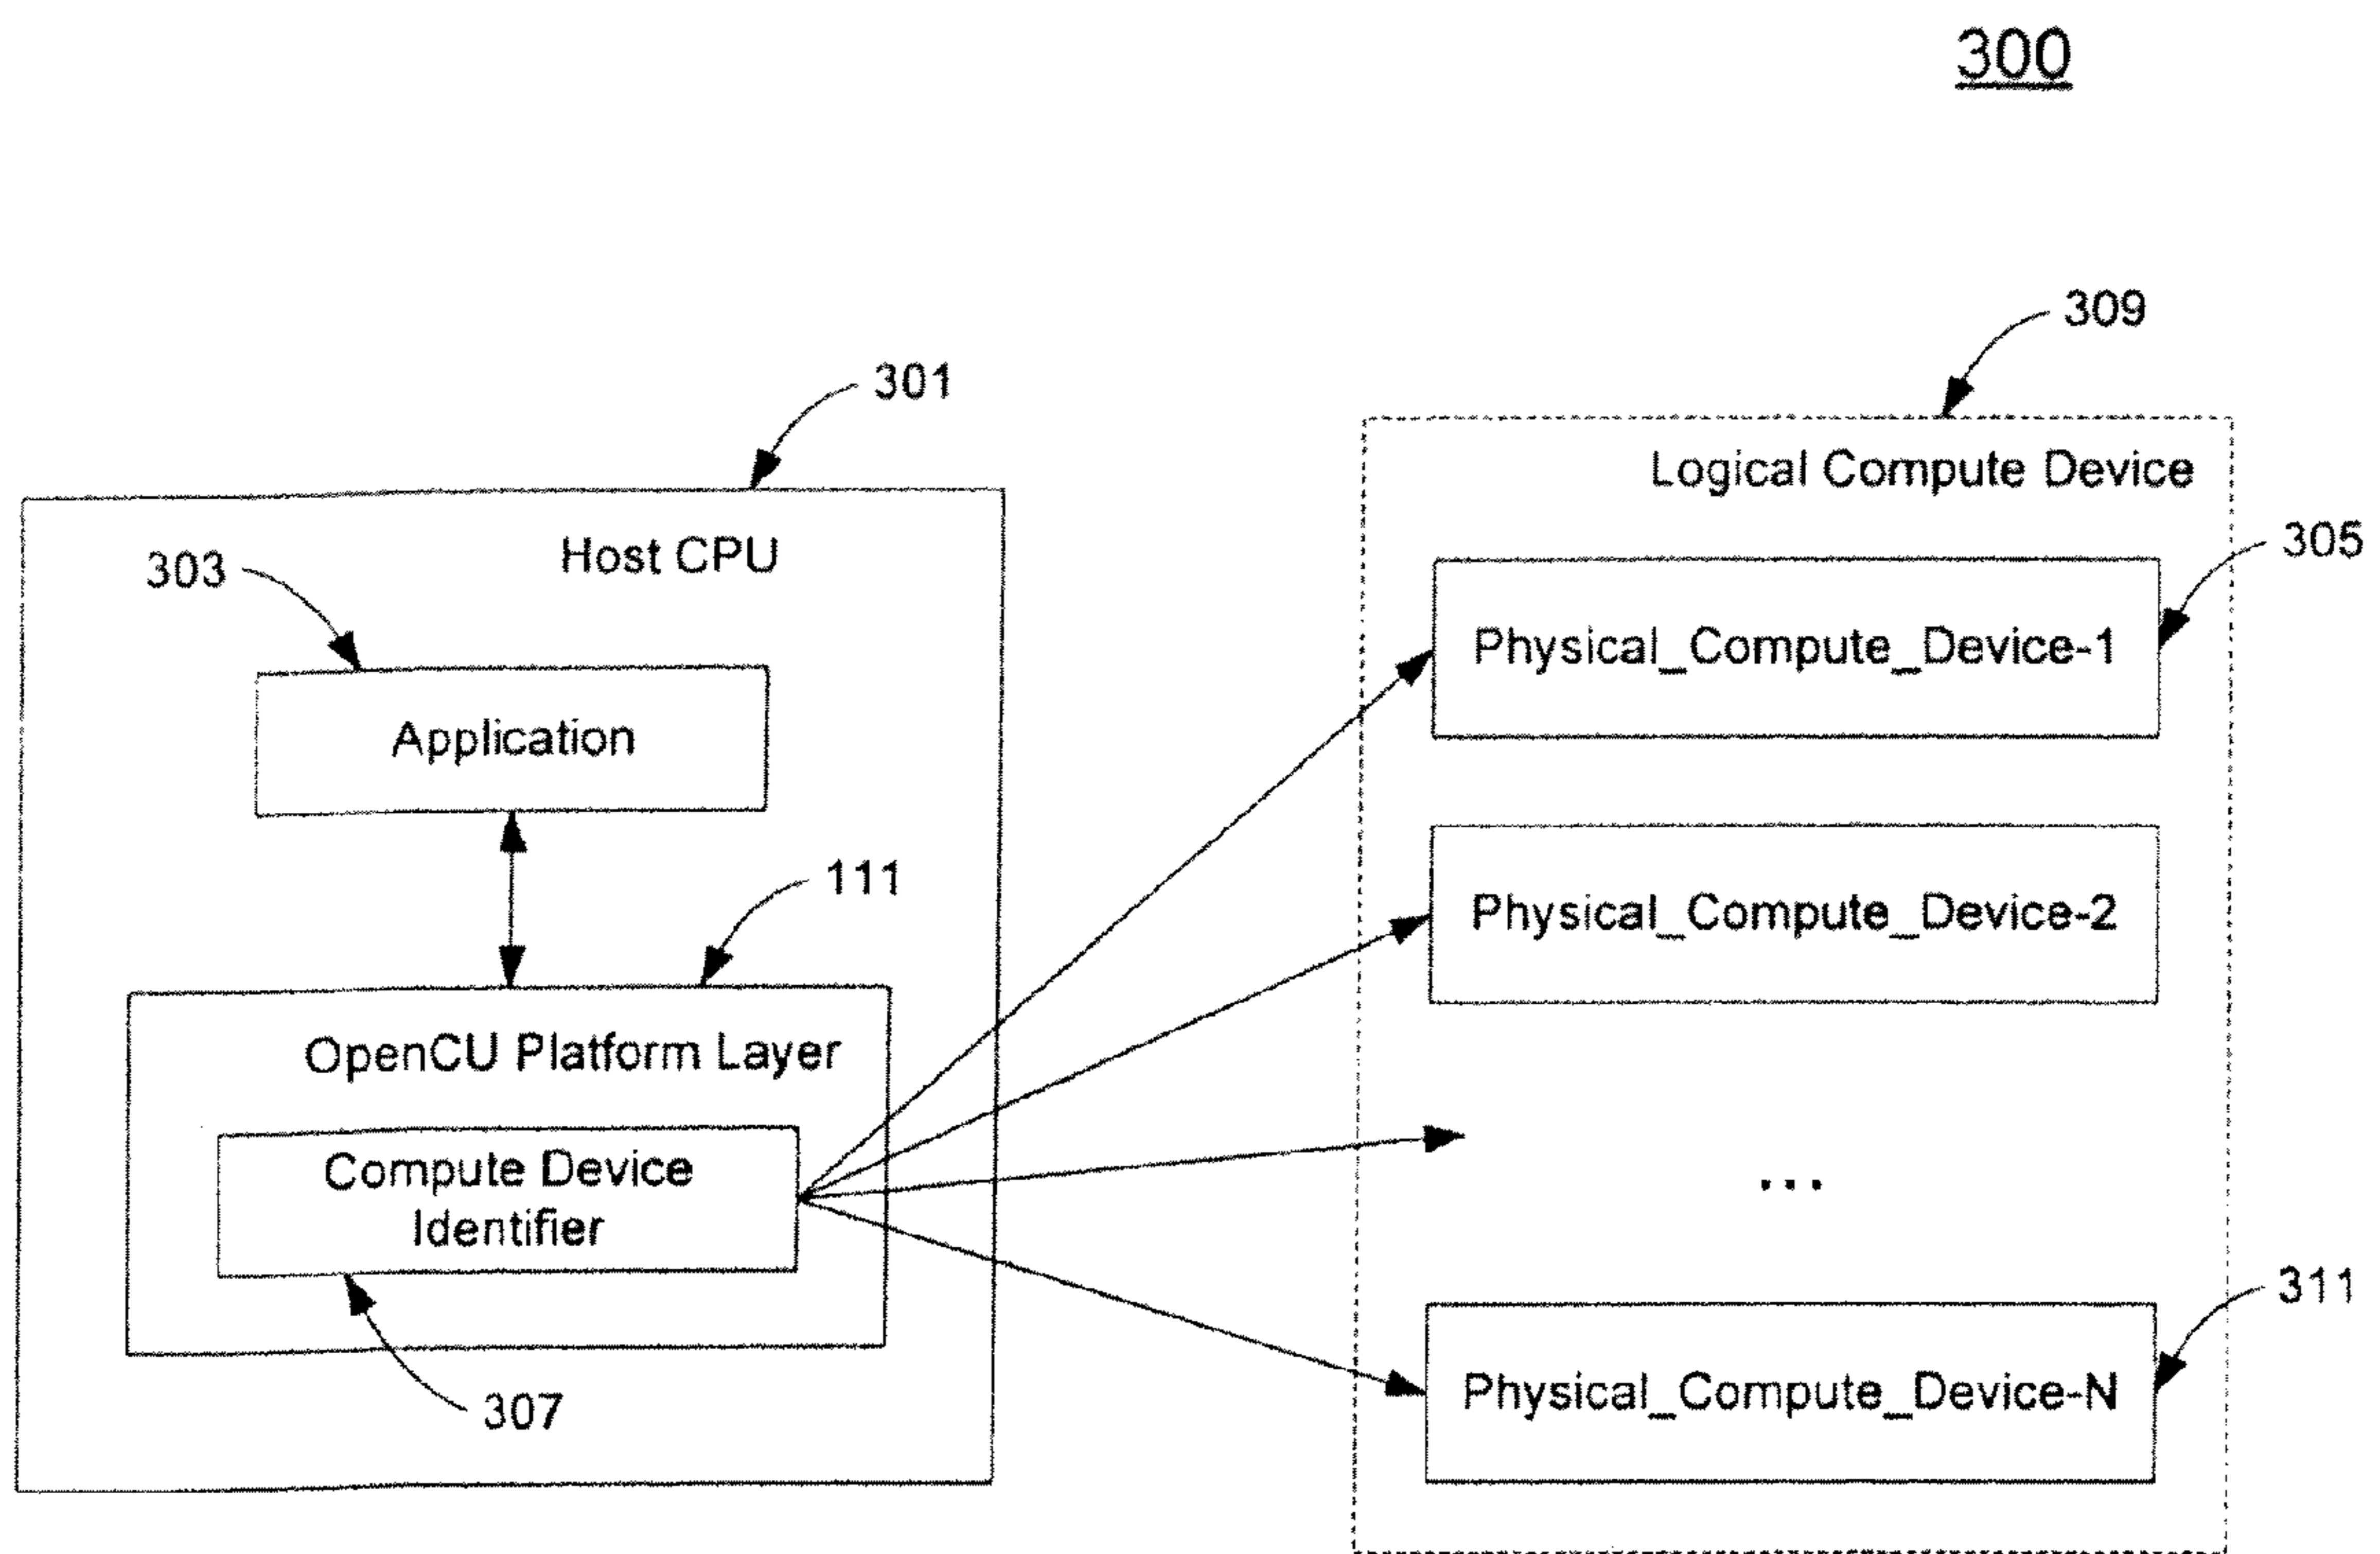 300
309
301
Logical Compute Device
Host CPU
305
303
Physical_Compute_Device-1
Application
111
Physical_Compute_Device-2
OpenCU Platform Layer
Compute Device
Identifier
...
311
307
Physical_Compute_Device-N